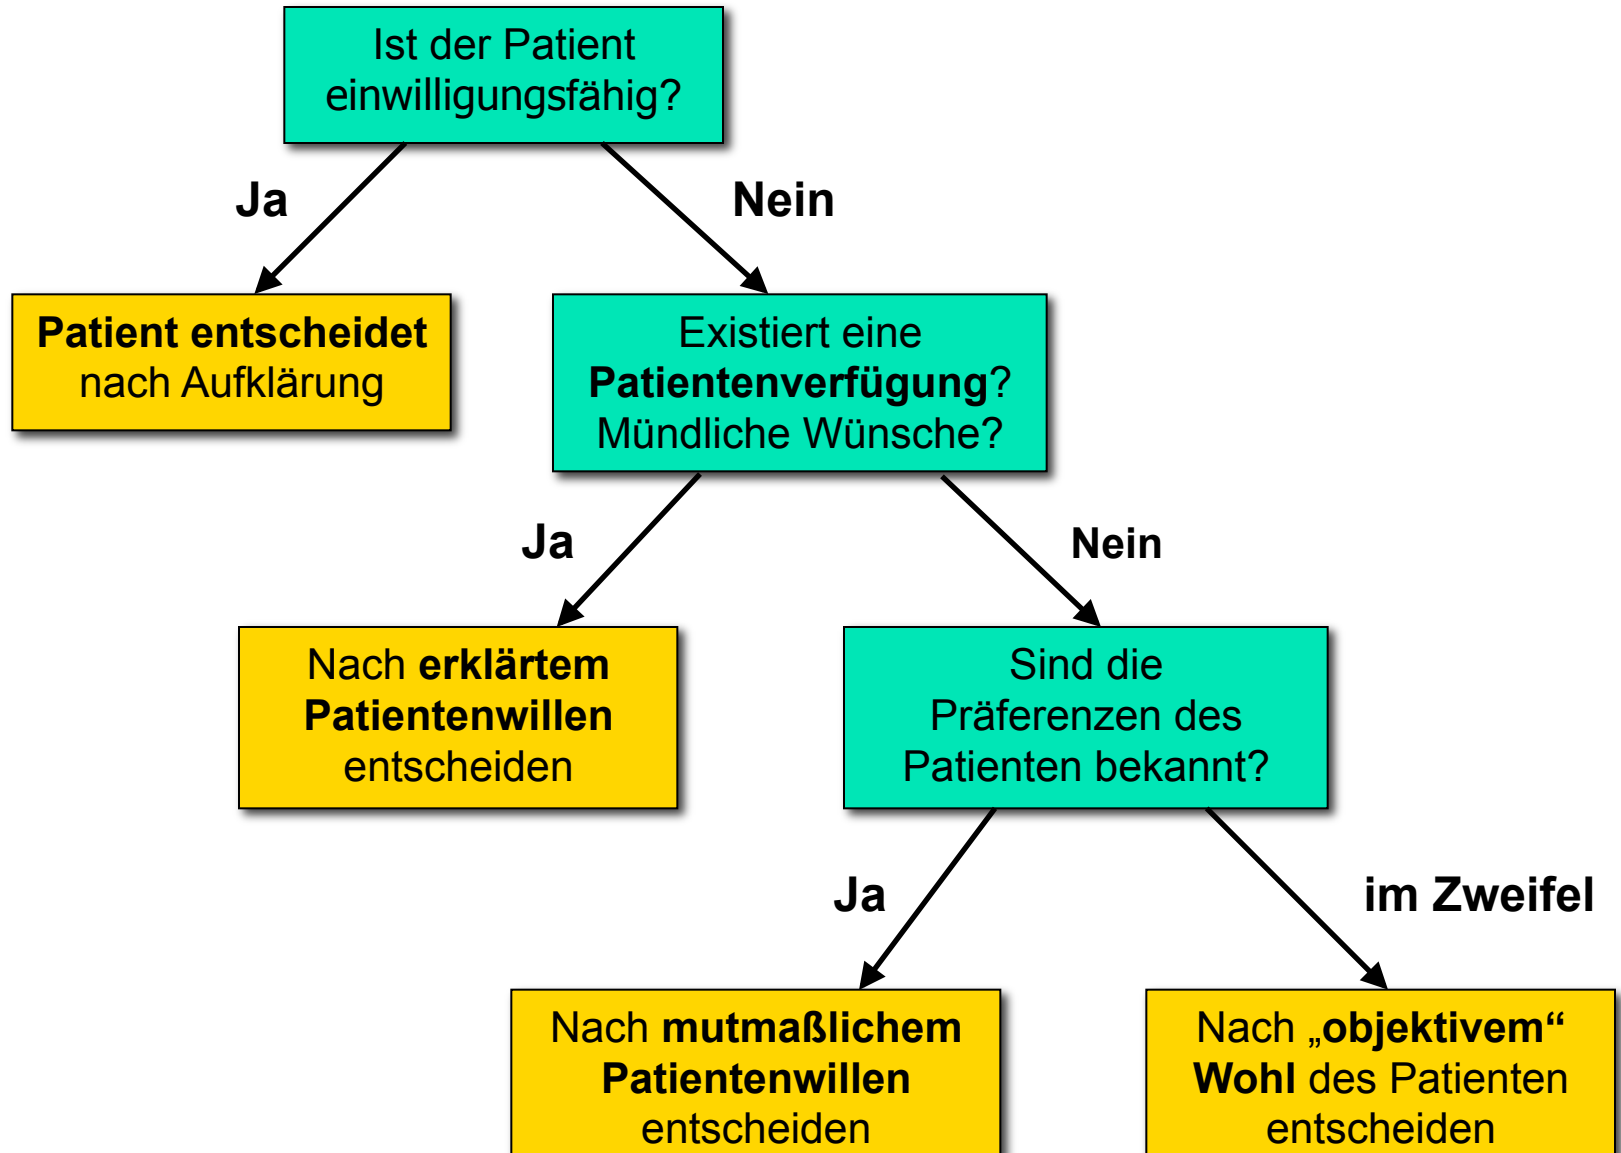 Ist der Patient
einwilligungsfähig?
Ja
Nein
Patient entscheidet
nach Aufklärung
Existiert eine
Patientenverfügung?
Mündliche Wünsche?
Ja
Nein
Nach erklärtem
Patientenwillen
entscheiden
Sind die
Präferenzen des
Patienten bekannt?
Ja
im Zweifel
Nach mutmaßlichem
Patientenwillen
entscheiden
Nach „objektivem“
Wohl des Patienten
entscheiden